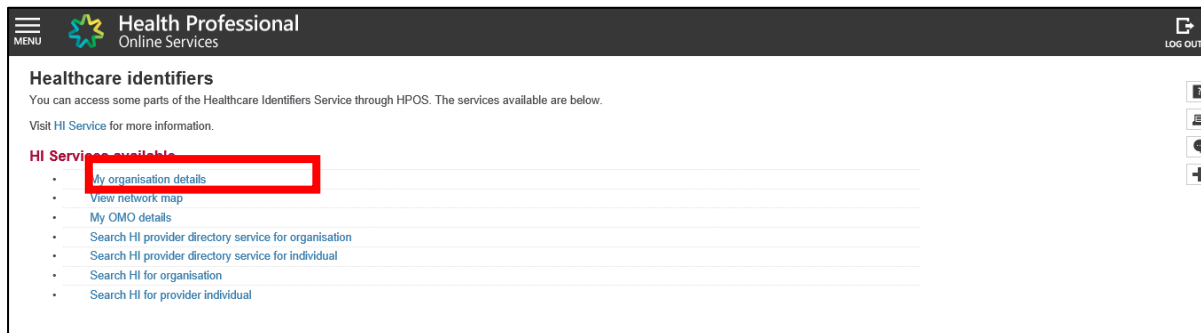 Health Professional
Online Services
MENU
LOG OUT
Healthcare identifiers
You can access some parts of the Healthcare Identifiers Service through HPOS. The services available are below.
Visit HI Service for more information.
HI Services available
My organisation details
View network map
My OMO details
Search HI provider directory service for organisation
Search HI provider directory service for individual
Search HI for organisation
Search HI for provider individual